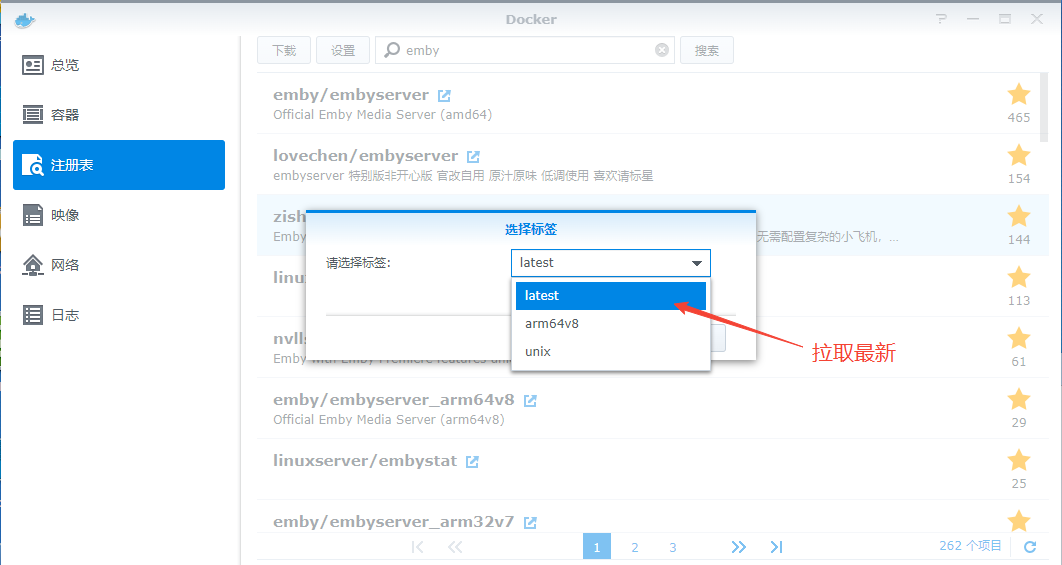 Docker
总览
容器
注册表
映像
网络
日志
下载
设置
emby
搜索
emby/embyserver
Official Emby Media Server (amd64)
465
lovechen/embyserver
embyserver 特别版非开心版 官改自用 原汁原味 低调使用 喜欢请标星
154
zish
Emby
无需配置复杂的小飞机，...
144
选择标签
请选择标签:
latest
latest
arm64v8
unix
拉取最新
linux
113
nvll
Emby with Emby Premiere features
61
emby/embyserver_arm64v8
Official Emby Media Server (arm64v8)
29
linuxserver/embystat
25
emby/embyserver_arm32v7
1
2
3
262 个项目